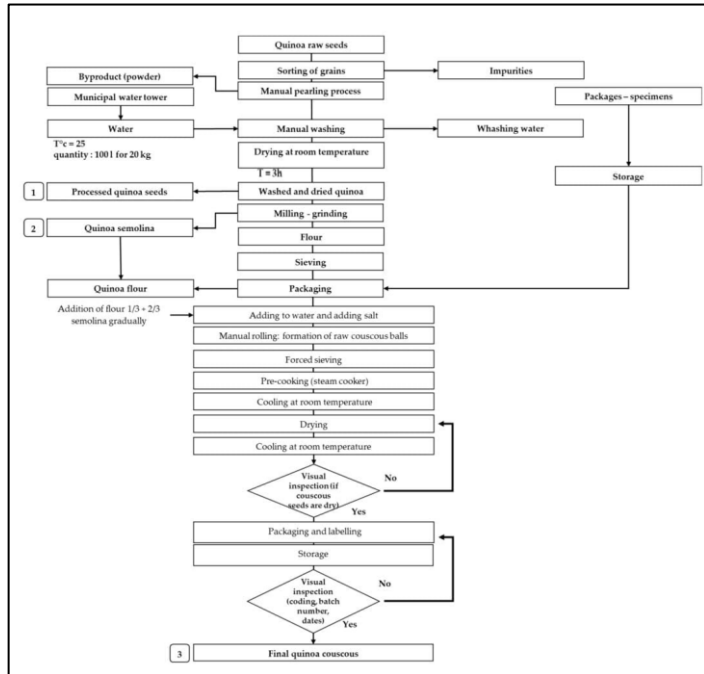 Quinoa raw seeds
Byproduct (powder)
Sorting of grains
Impurities
Municipal water tower
Manual pearling process
Packages – specimens
Water
Manual washing
Whashing water
T°c = 25
quantity : 100 l for 20 kg
Drying at room temperature
T = 3h
Storage
1
Processed quinoa seeds
Washed and dried quinoa
Milling - grinding
2
Quinoa semolina
Flour
Sieving
Quinoa flour
Packaging
Addition of flour 1/3 + 2/3
semolina gradually
Adding to water and adding salt
Manual rolling: formation of raw couscous balls
Forced sieving
Pre-cooking (steam cooker)
Cooling at room temperature
Drying
Cooling at room temperature
Visual
inspection (if
couscous
seeds are dry)
No
Yes
Packaging and labelling
Storage
Visual
inspection
(coding, batch
number,
dates)
No
Yes
3
Final quinoa couscous